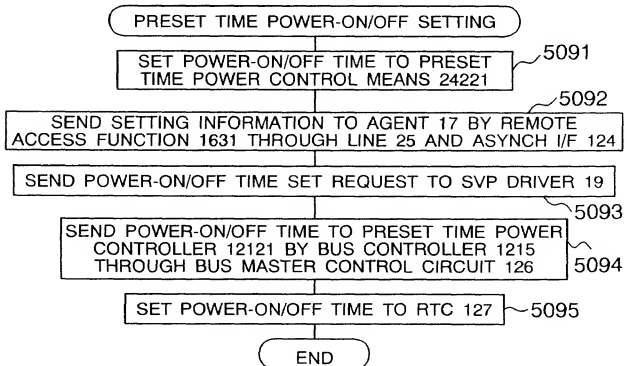 PRESET TIME POWER-ON/OFF SETTING
SET POWER-ON/OFF TIME TO PRESET
TIME POWER CONTROL MEANS 24221
5091
5092
SEND SETTING INFORMATION TO AGENT 17 BY REMOTE
ACCESS FUNCTION 1631 THROUGH LINE 25 AND ASYNCH I/F 124
SEND POWER-ON/OFF TIME SET REQUEST TO SVP DRIVER 19
5093
SEND POWER-ON/OFF TIME TO PRESET TIME POWER
CONTROLLER 12121 BY BUS CONTROLLER 1215
THROUGH BUS MASTER CONTROL CIRCUIT 126
5094
SET POWER-ON/OFF TIME TO RTC 127
5095
END